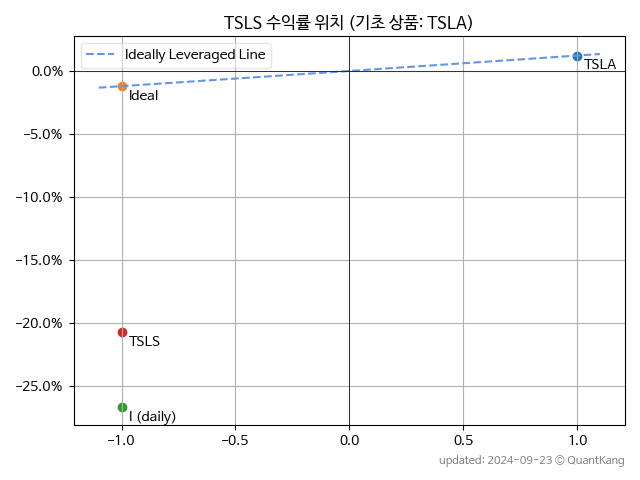 TSLS 수익률 위치 (기초 상품: TSLA)
Ideally Leveraged Line
0.0%
TSLA
Ideal
-5.0%
-10.0%
-15.0%
-20.0%
TSLS
-25.0%
I (daily)
-1.0 -0.5 0.0 0.5 1.0
updated: 2024-09-23 © QuantKang